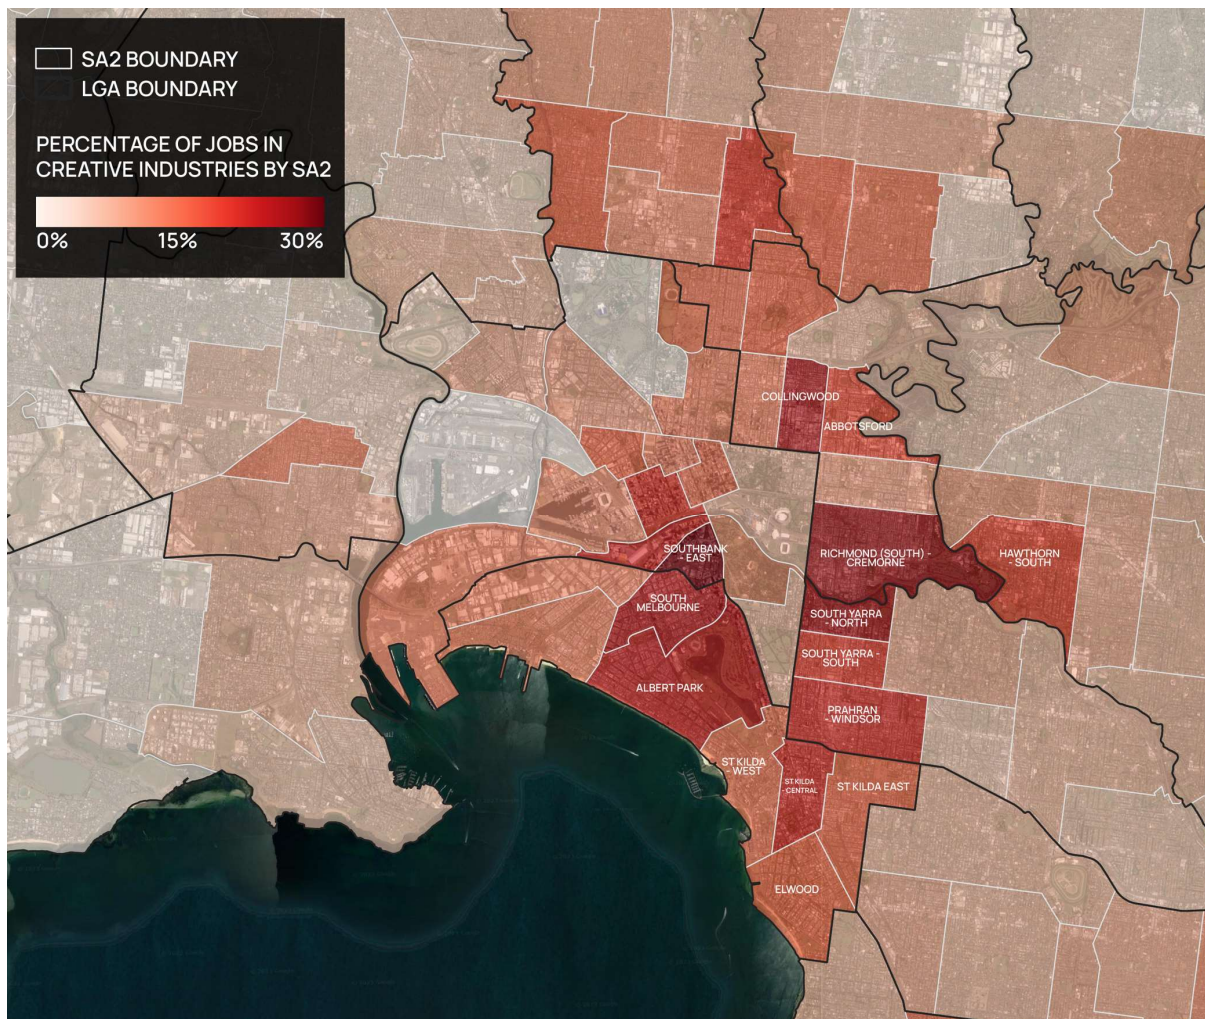 SA2 BOUNDARY
LGA BOUNDARY
PERCENTAGE OF JOBS IN
CREATIVE INDUSTRIES BY SA2
0% 15% 30%
COLLINGWOOD
ABBOTSFORD
SOUTHBANK
- EAST
RICHMOND (SOUTH) -
CREMORNE
HAWTHORN
- SOUTH
SOUTH
MELBOURNE
SOUTH YARRA
- NORTH
SOUTH YARRA -
SOUTH
ALBERT PARK
PRAHRAN
- WINDSOR
ST KILDA
- WEST
ST KILDA
- CENTRAL
ST KILDA EAST
ELWOOD